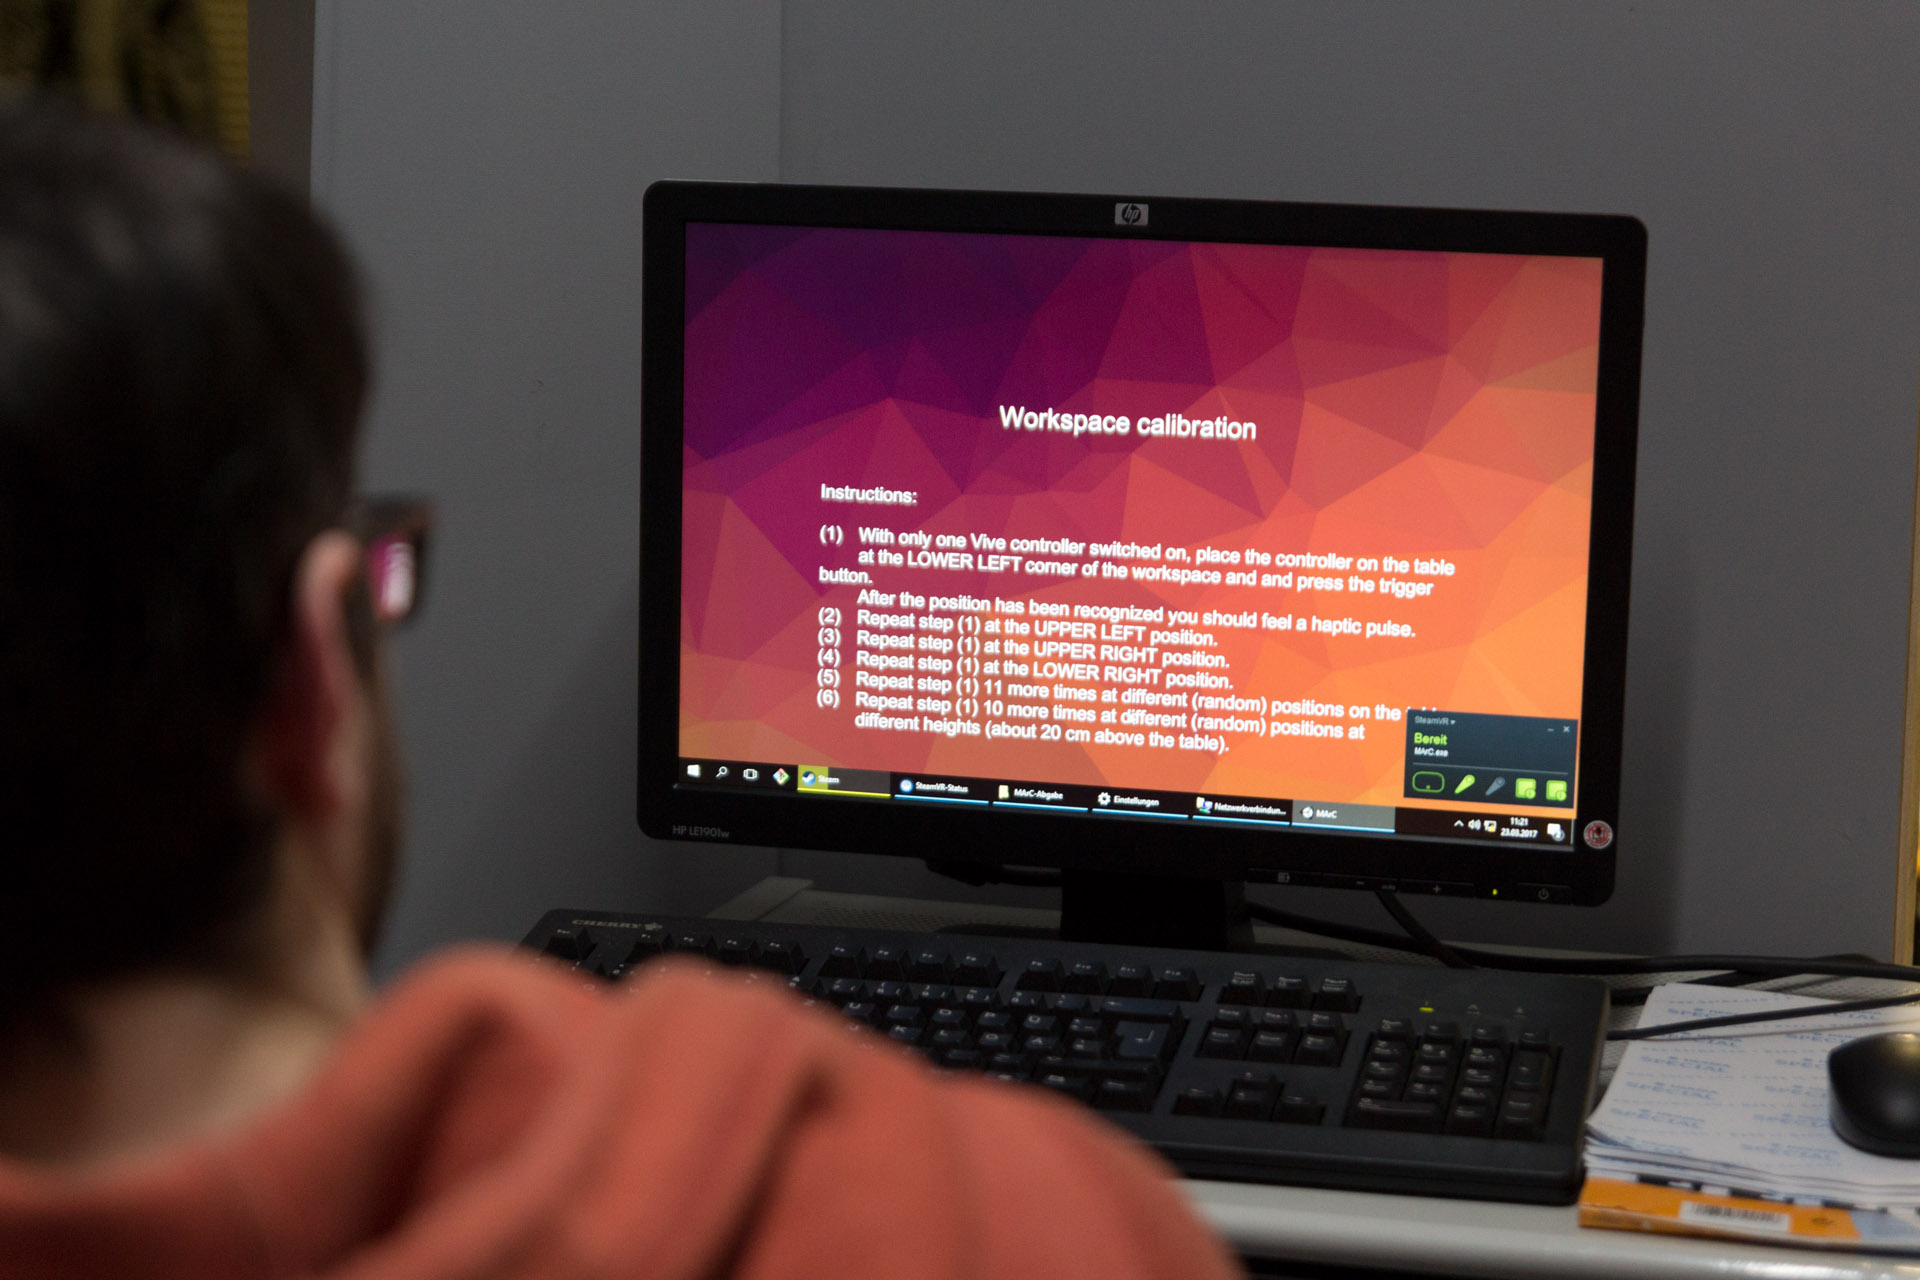 hp
Workspace calibration
Instructions:
(1) With only one Vive controller switched on, place the controller on the table
at the LOWER LEFT corner of the workspace and and press the trigger
button.
After the position has been recognized you should feel a haptic pulse.
(2) Repeat step (1) at the UPPER LEFT position.
(3) Repeat step (1) at the UPPER RIGHT position.
(4) Repeat step (1) at the LOWER RIGHT position.
(5) Repeat step (1) 11 more times at different (random) positions on the
(6) Repeat step (1) 10 more times at different (random) positions at
different heights (about 20 cm above the table).
SteamVR
Bereit
MArC.exe
Steam
SteamVR-Status
MArC-Abgabe
Einstellungen
Netzwerkverbindun...
MArC
11:21
23.03.2017
HP LE1901w
CHERRY
SPECIAL